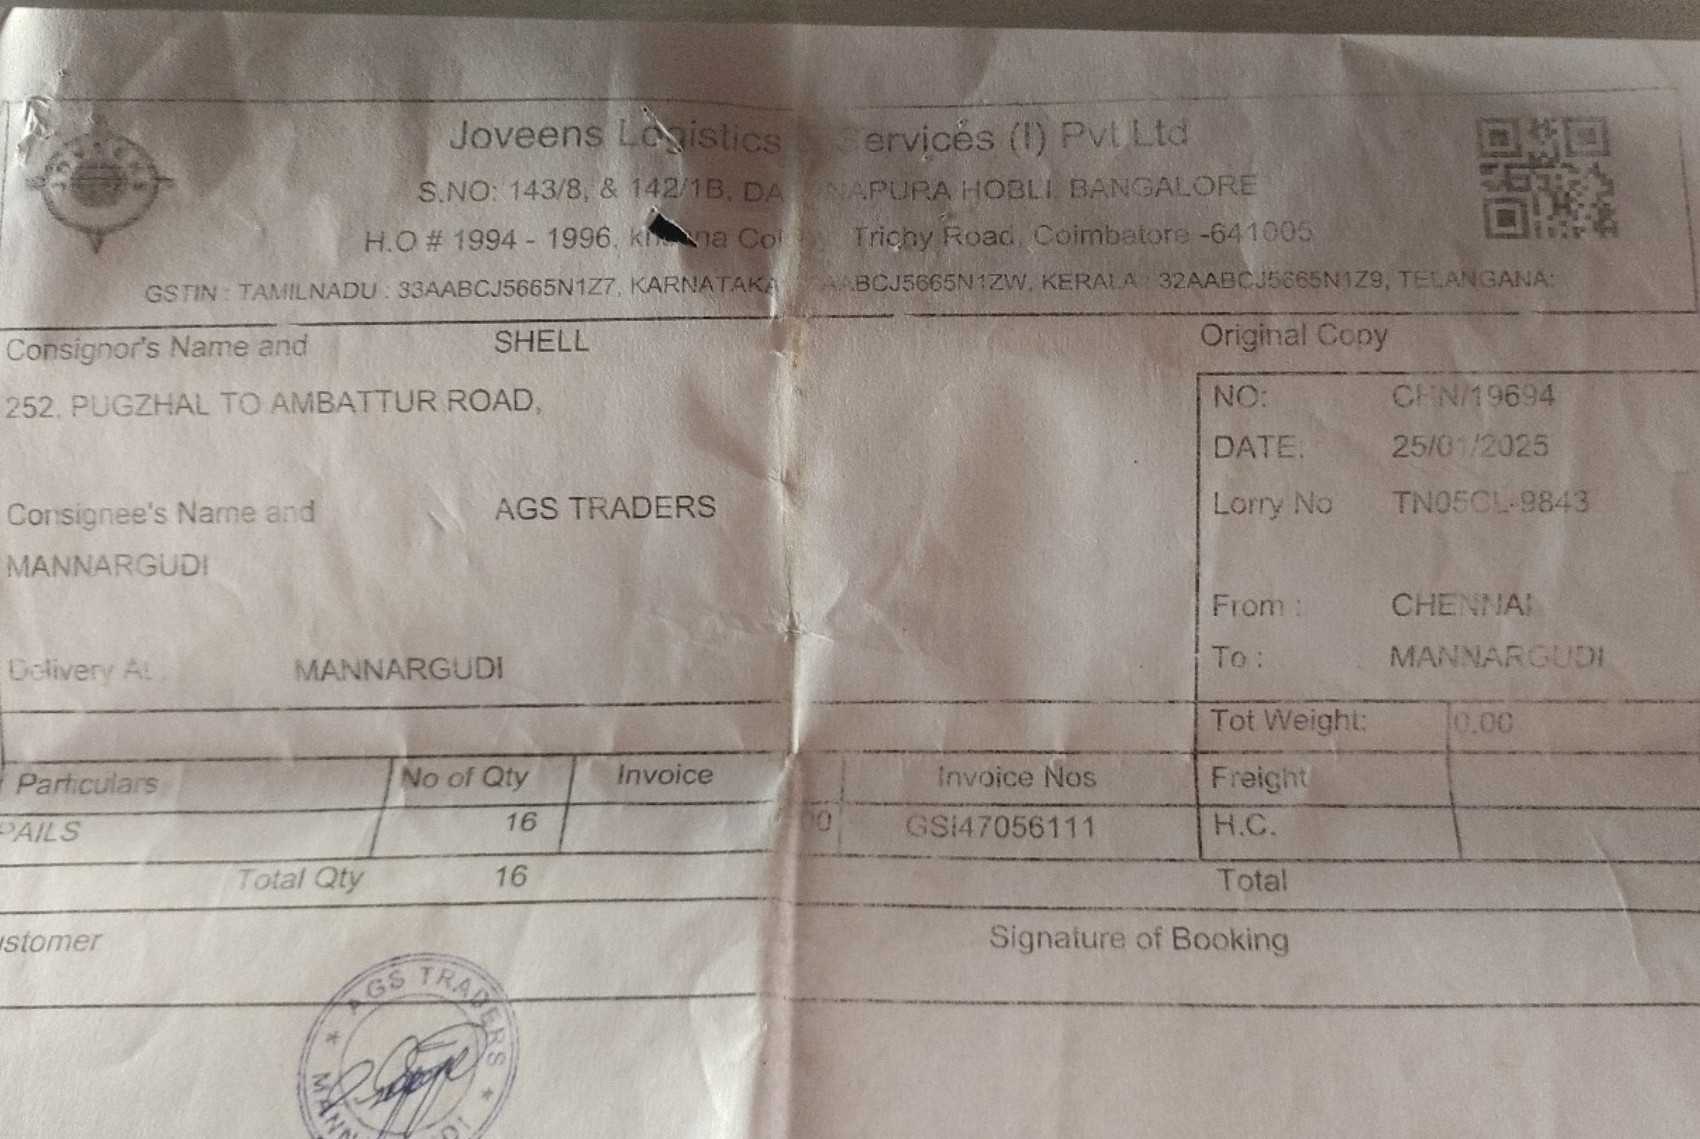 Joveens Logistics Services (I) Pvt Ltd
S.NO: 143/8, & 142/1B, HOBLI, BANGALORE
H.O # 1994 - 1996, Trichy Road, Coimbatore -641005
GSTIN : TAMILNADU : 33AABCJ5665N1Z7, KARNATAKA KERALA : 32AABCJ5665N1Z9, TELANGANA:
Consignor's Name and SHELL
Original Copy
252, PUGZHAL TO AMBATTUR ROAD,
NO: CHN/19694
DATE: 25/01/2025
Consignee's Name and AGS TRADERS
Lorry No TN05CL-9843
MANNARGUDI
From : CHENNAI
To : MANNARGUDI
Delivery At : MANNARGUDI
Tot Weight: 0.00
Particulars No of Qty Invoice Invoice Nos Freight
PAILS 16 GSI47056111 H.C.
Total Qty 16 Total
Signature of Booking
AGS TRADERS